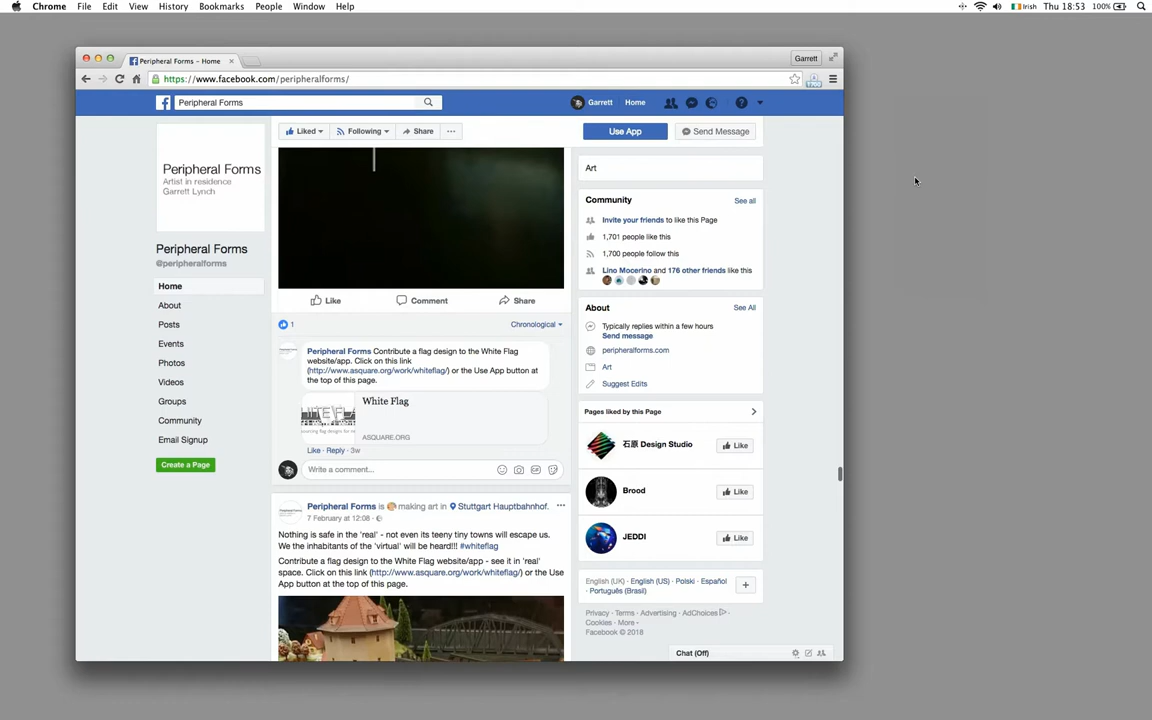 Chrome File Edit View History Bookmarks People Window Help
Irish Thu 18:53 100%
Peripheral Forms - Home
Garrett
https://www.facebook.com/peripheralforms/
Peripheral Forms
Garrett Home
Liked Following Share
Use App Send Message
Peripheral Forms
Artist in residence
Garrett Lynch
Peripheral Forms
@peripheralforms
Home
About
Posts
Events
Photos
Videos
Groups
Community
Email Signup
Create a Page
Like Comment Share
1
Chronological
Peripheral Forms Contribute a flag design to the White Flag
website/app. Click on this link
(http://www.asquare.org/work/whiteflag/) or the Use App button at
the top of this page.
White Flag
ASQUARE.ORG
Like · Reply · 3w
Write a comment...
Peripheral Forms is making art in Stuttgart Hauptbahnhof.
7 February at 12:08 ·
Nothing is safe in the 'real' - not even its teeny tiny towns will escape us.
We the inhabitants of the 'virtual' will be heard!!! #whiteflag
Contribute a flag design to the White Flag website/app - see it in 'real'
space. Click on this link (http://www.asquare.org/work/whiteflag/) or the Use
App button at the top of this page.
Art
Community See all
Invite your friends to like this Page
1,701 people like this
1,700 people follow this
Lino Mocerino and 176 other friends like this
About See All
Typically replies within a few hours
Send message
peripheralforms.com
Art
Suggest Edits
Pages liked by this Page
石原 Design Studio Like
Brood Like
JEDDI Like
English (UK) · English (US) · Polski · Español
· Português (Brasil)
Privacy · Terms · Advertising · AdChoices ·
Cookies · More ·
Facebook © 2018
Chat (Off)